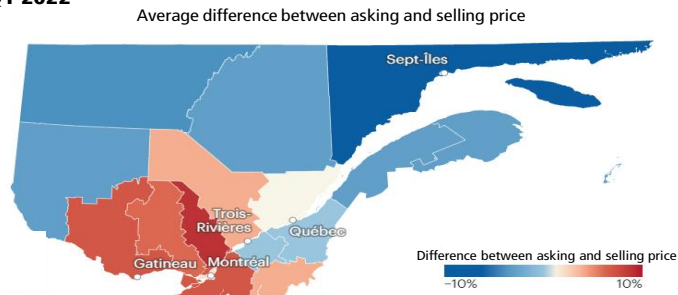 2022
Average difference between asking and selling price
Sept-Îles
Trois-
Rivières
Québec
Gatineau
Montréal
Difference between asking and selling price
−10%
10%